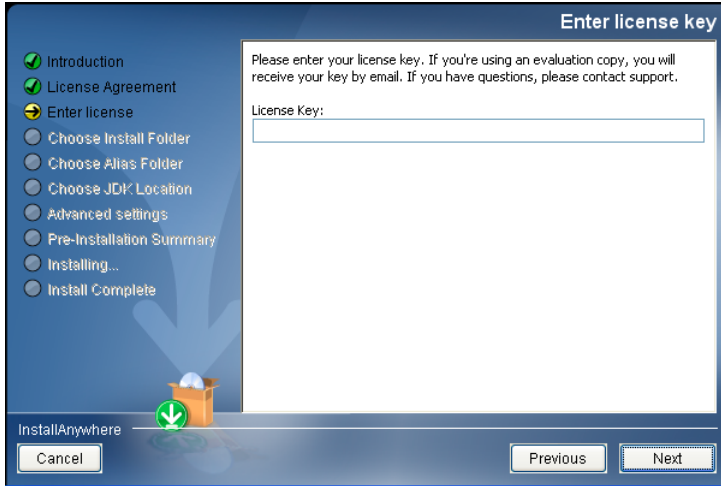 Enter license key
Introduction
License Agreement
Enter license
Choose Install Folder
Choose Alias Folder
Choose JDK Location
Advanced settings
Pre-Installation Summary
Installing...
Install Complete
Please enter your license key. If you're using an evaluation copy, you will
receive your key by email. If you have questions, please contact support.
License Key:
InstallAnywhere
Cancel
Previous
Next